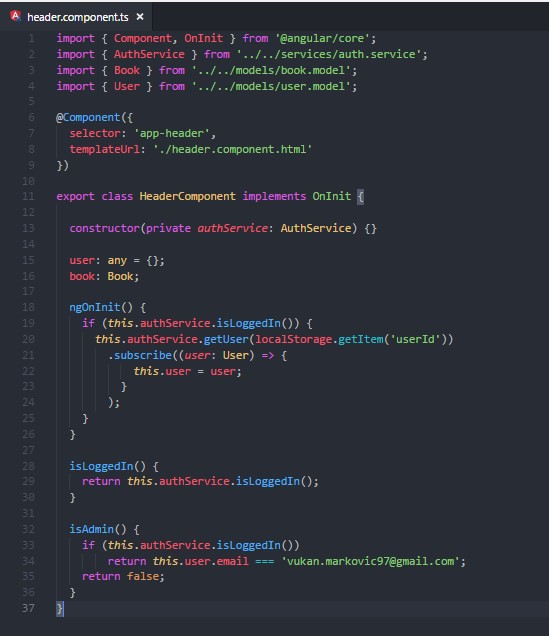 header.component.ts ×
1 import { Component, OnInit } from '@angular/core';
2 import { AuthService } from '../../services/auth.service';
3 import { Book } from '../../models/book.model';
4 import { User } from '../../models/user.model';
5
6 @Component({
7   selector: 'app-header',
8   templateUrl: './header.component.html'
9 })
10
11 export class HeaderComponent implements OnInit {
12
13   constructor(private authService: AuthService) {}
14
15   user: any = {};
16   book: Book;
17
18   ngOnInit() {
19     if (this.authService.isLoggedIn()) {
20       this.authService.getUser(localStorage.getItem('userId'))
21         .subscribe((user: User) => {
22             this.user = user;
23           }
24         );
25     }
26   }
27
28   isLoggedIn() {
29     return this.authService.isLoggedIn();
30   }
31
32   isAdmin() {
33     if (this.authService.isLoggedIn())
34         return this.user.email === 'vukan.markovic97@gmail.com';
35     return false;
36   }
37 }